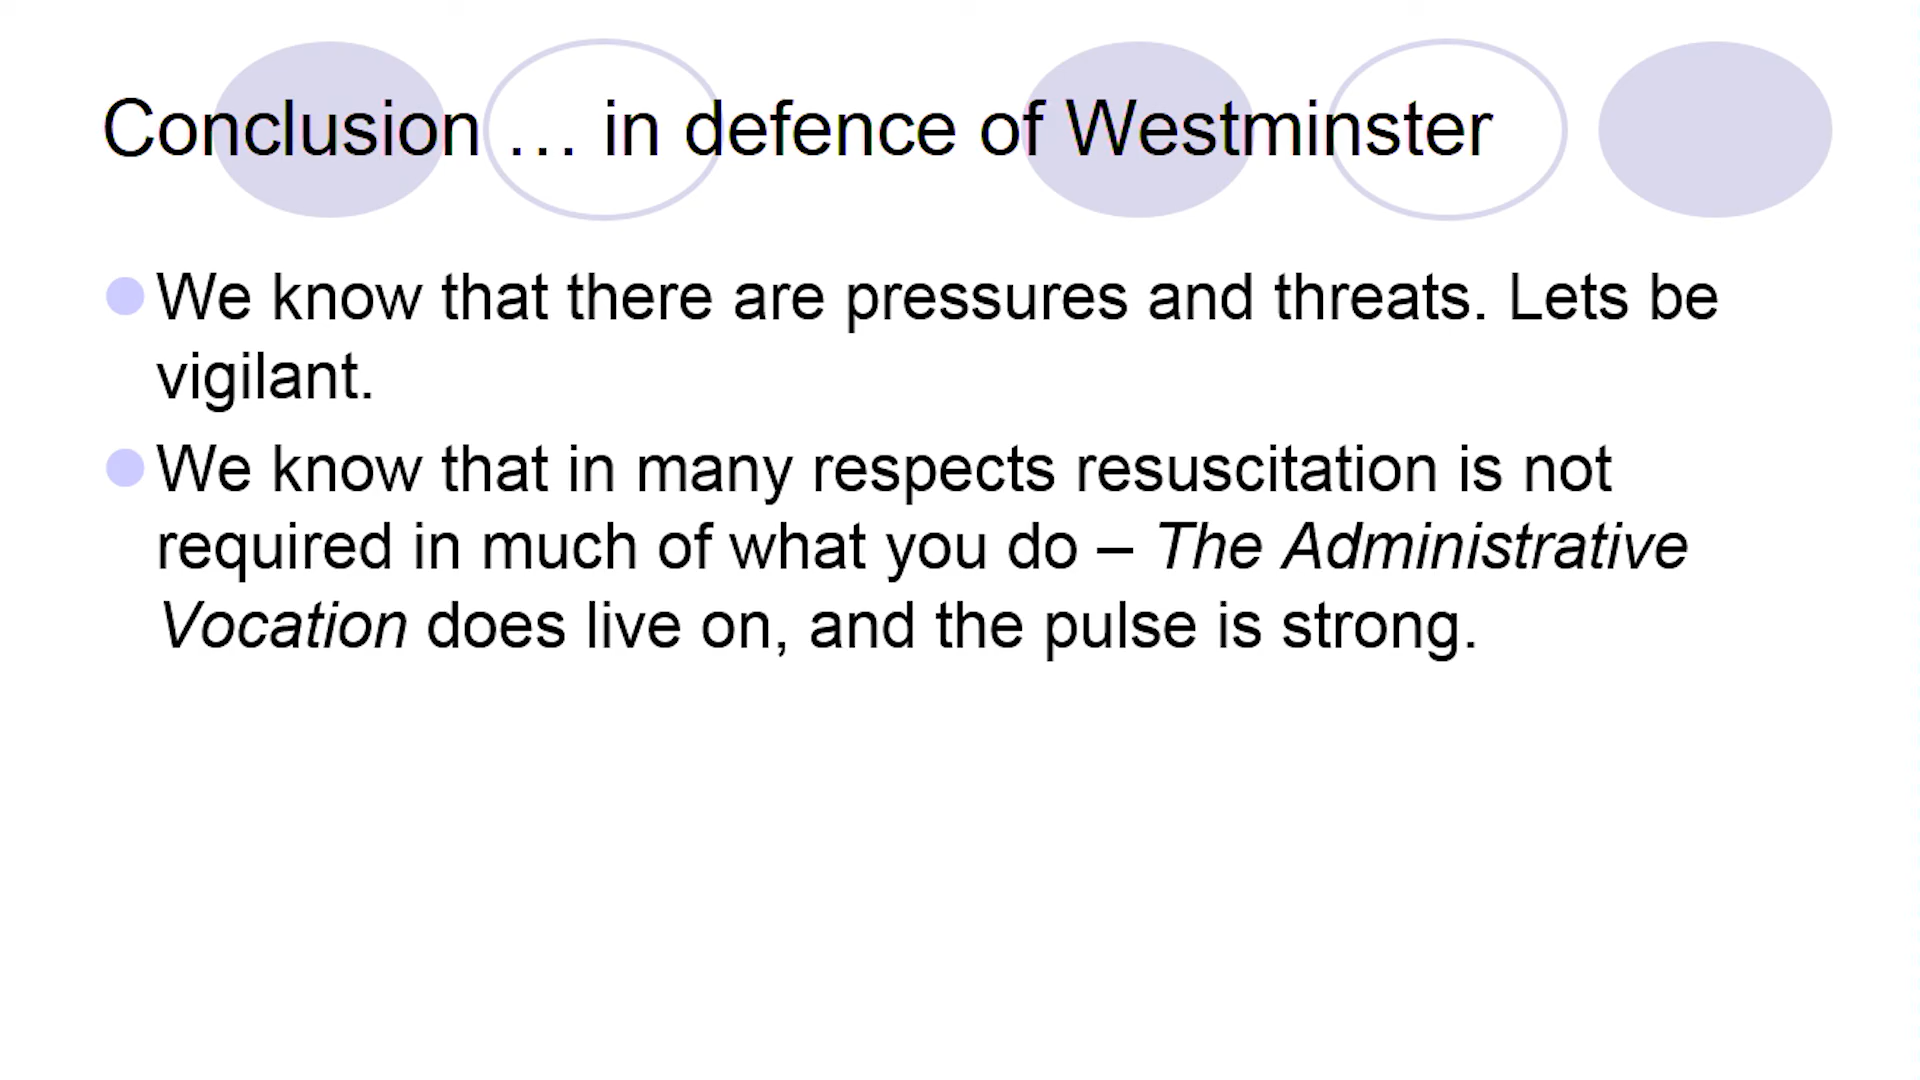 Conclusion … in defence of Westminster
We know that there are pressures and threats. Lets be
vigilant.
We know that in many respects resuscitation is not
required in much of what you do – The Administrative
Vocation does live on, and the pulse is strong.